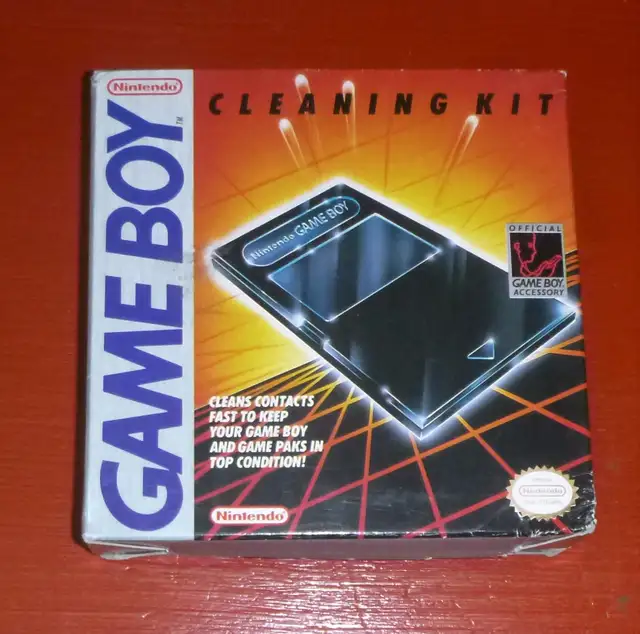 Nintendo®
GAME BOY™
CLEANING KIT
Nintendo GAME BOY
OFFICIAL
GAME BOY
ACCESSORY
CLEANS CONTACTS
FAST TO KEEP
YOUR GAME BOY
AND GAME PAKS IN
TOP CONDITION!
Nintendo®
Nintendo